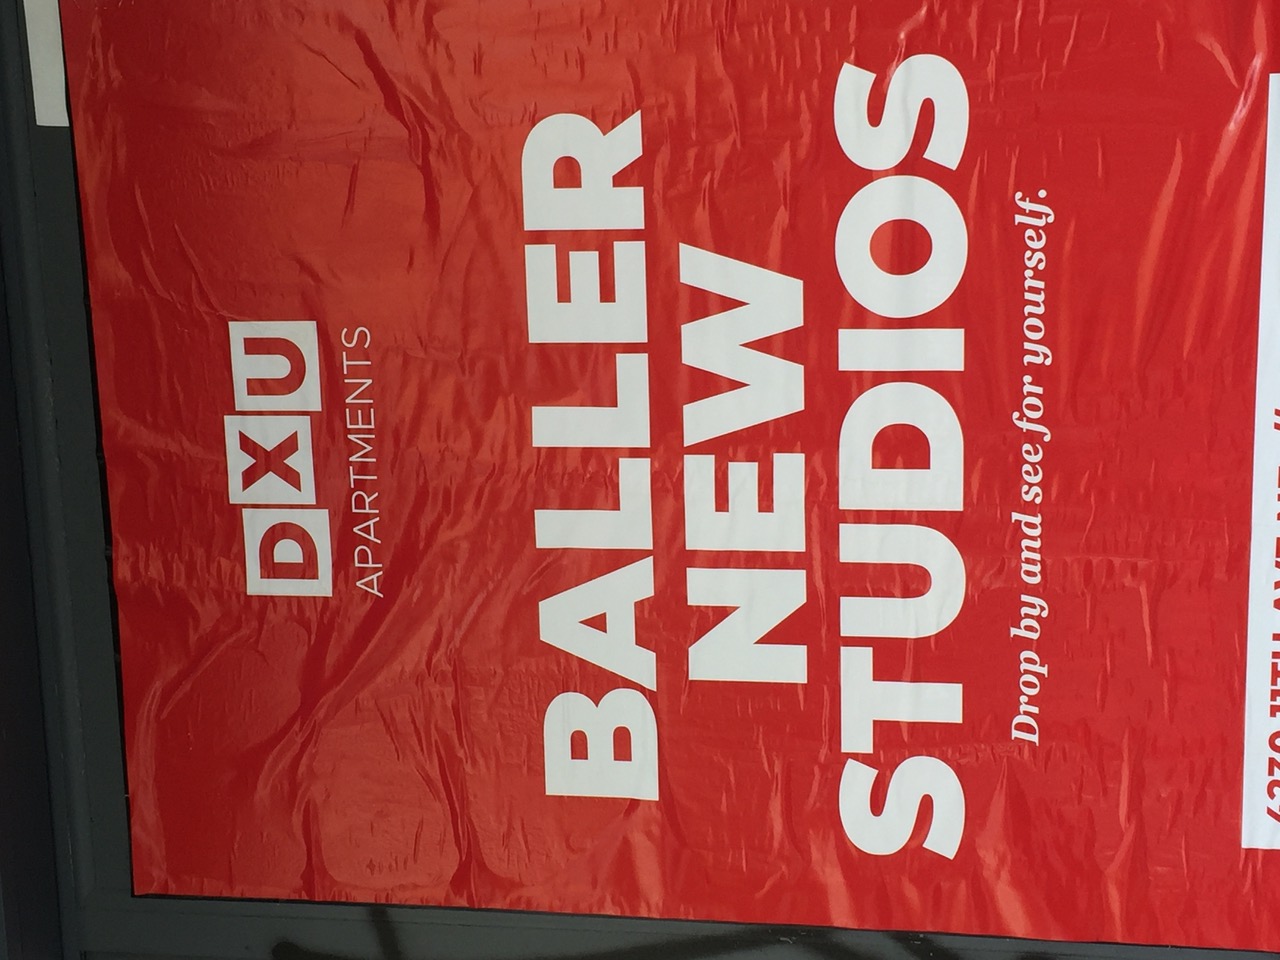 DXU
APARTMENTS
BALLER
NEW
STUDIOS
Drop by and see for yourself.